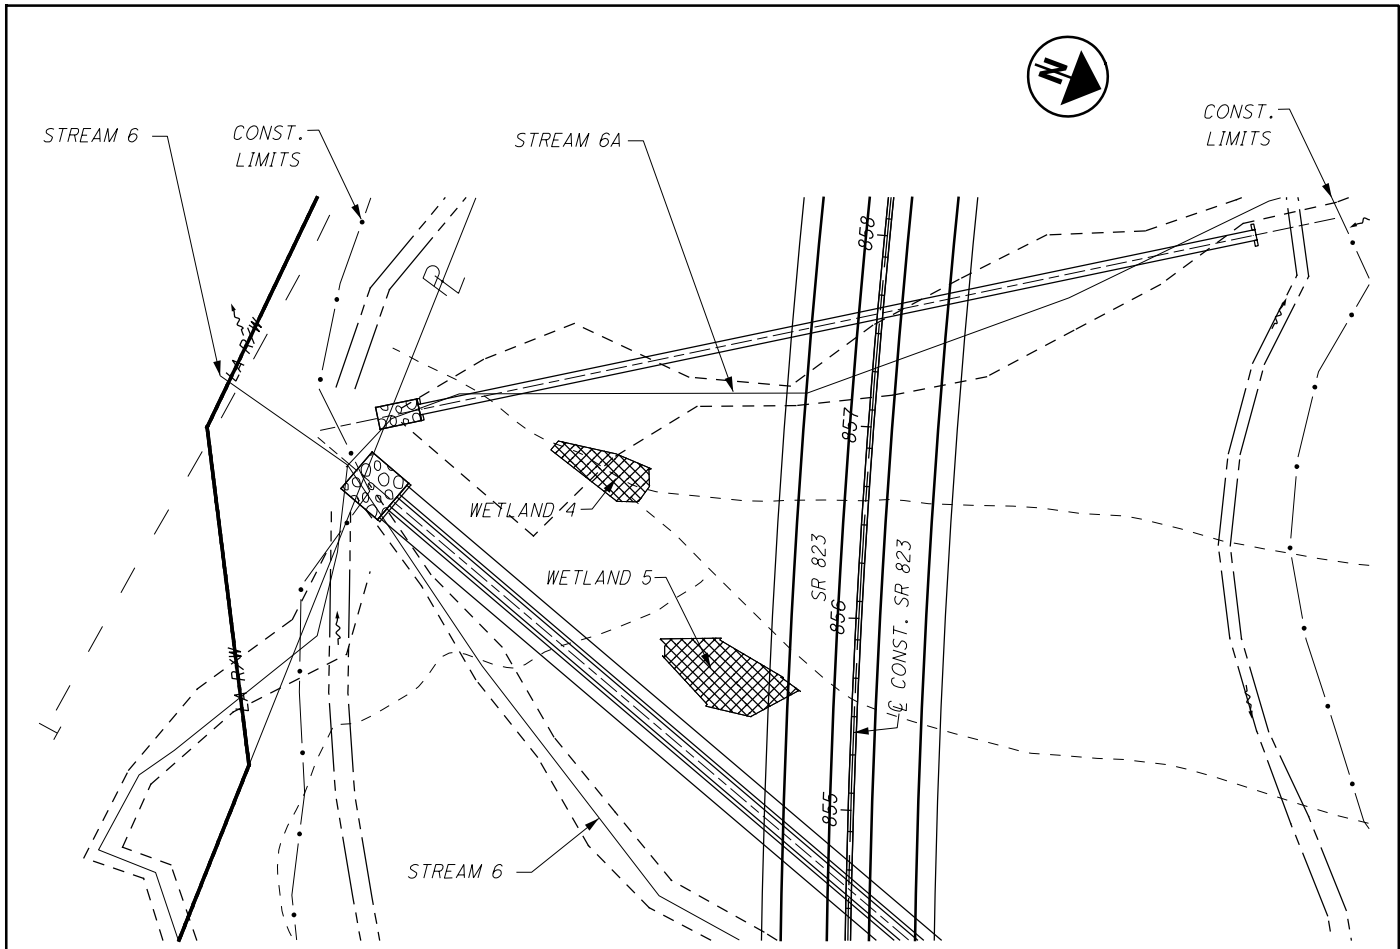 N
STREAM 6
CONST.
LIMITS
STREAM 6A
CONST.
LIMITS
858
P
LA R/W
857
WETLAND 4
SR 823
WETLAND 5
856
CL CONST. SR 823
LA R/W
855
STREAM 6